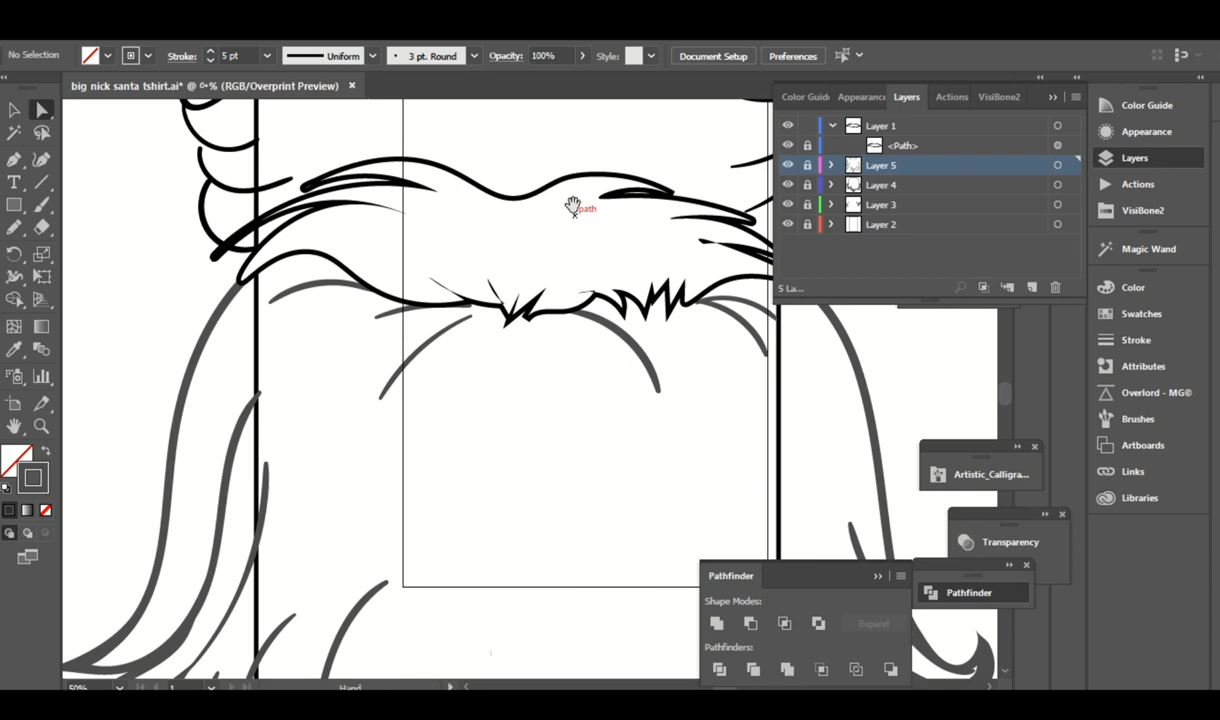 No Selection
Stroke:
5 pt
Uniform
3 pt. Round
Opacity:
100%
Style:
Document Setup
Preferences
(RGB/Overprint Preview)
big nick santa tshirt.ai*
Color Guid
Appearanc
Layers
Actions
VisiBone2
Layer 1
<Path>
Layer 5
Layer 4
Layer 3
Layer 2
5 La...
path
Color Guide
Appearance
Layers
Actions
VisiBone2
Magic Wand
Color
Swatches
Stroke
Attributes
Overlord - MG®
Brushes
Artboards
Links
Libraries
Artistic_Calligra...
Transparency
Pathfinder
Pathfinder
Shape Modes:
Expand
Pathfinders:
50%
1
Hand